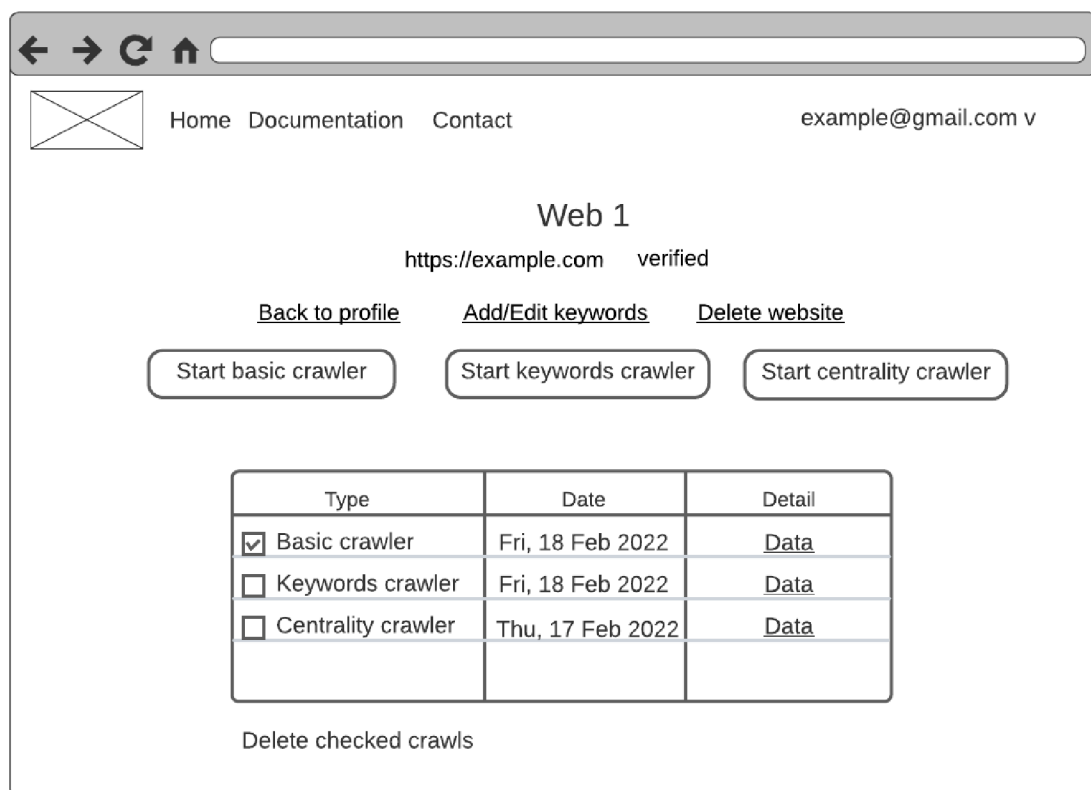 Home Documentation Contact example@gmail.com v
Web 1
https://example.com verified
Back to profile Add/Edit keywords Delete website
Start basic crawler Start keywords crawler Start centrality crawler
Type Date Detail
Basic crawler Fri, 18 Feb 2022 Data
Keywords crawler Fri, 18 Feb 2022 Data
Centrality crawler Thu, 17 Feb 2022 Data
Delete checked crawls